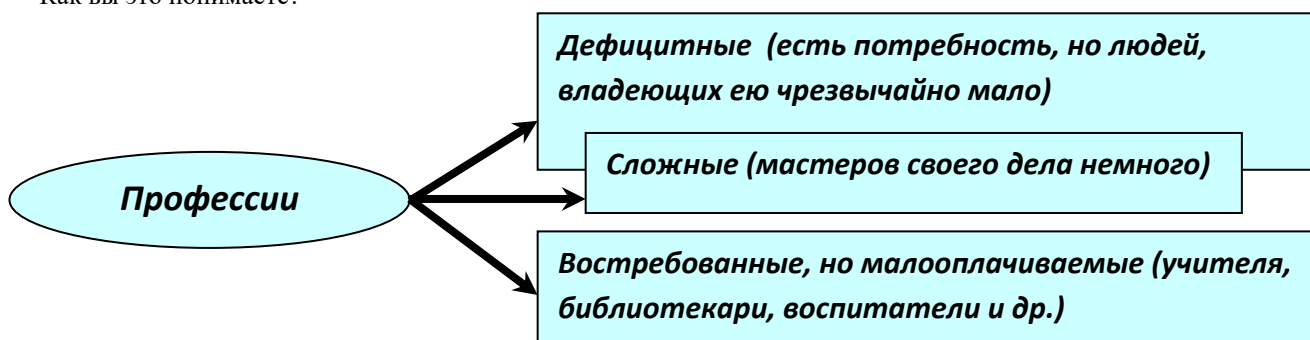 Как вы это понимаете?
Дефицитные (есть потребность, но людей,
владеющих ею чрезвычайно мало)
Сложные (мастеров своего дела немного)
Профессии
Востребованные, но малооплачиваемые (учителя,
библиотекари, воспитатели и др.)